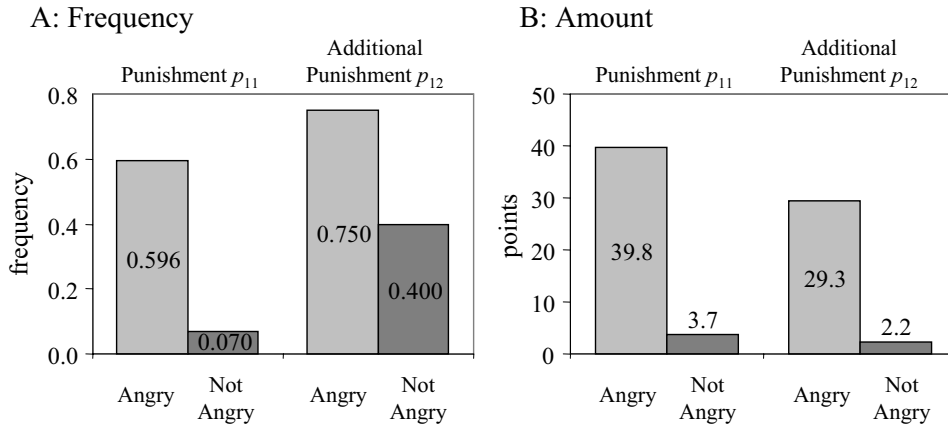 A: Frequency
Punishment p₁₁
Additional
Punishment p₁₂
frequency
0.8
0.6
0.4
0.2
0.0
0.596
0.070
0.750
0.400
Angry
Not
Angry
Angry
Not
Angry
B: Amount
Punishment p₁₁
Additional
Punishment p₁₂
points
50
40
30
20
10
0
39.8
3.7
29.3
2.2
Angry
Not
Angry
Angry
Not
Angry